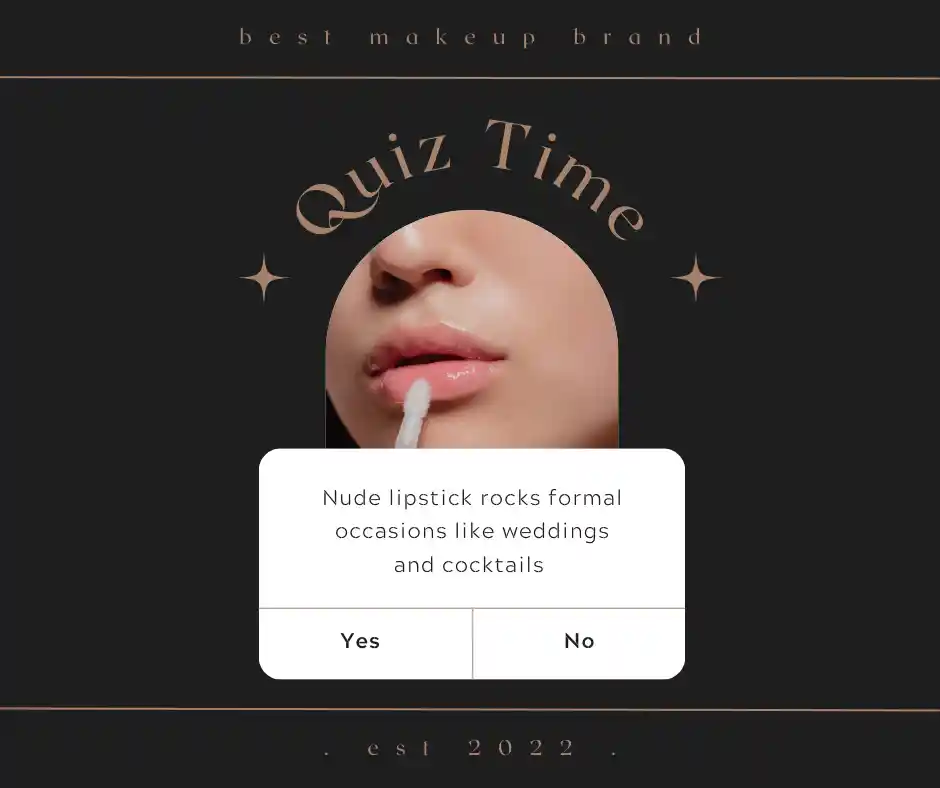 best makeup brand
Quiz Time
Nude lipstick rocks formal
occasions like weddings
and cocktails
Yes
No
. est 2022 .